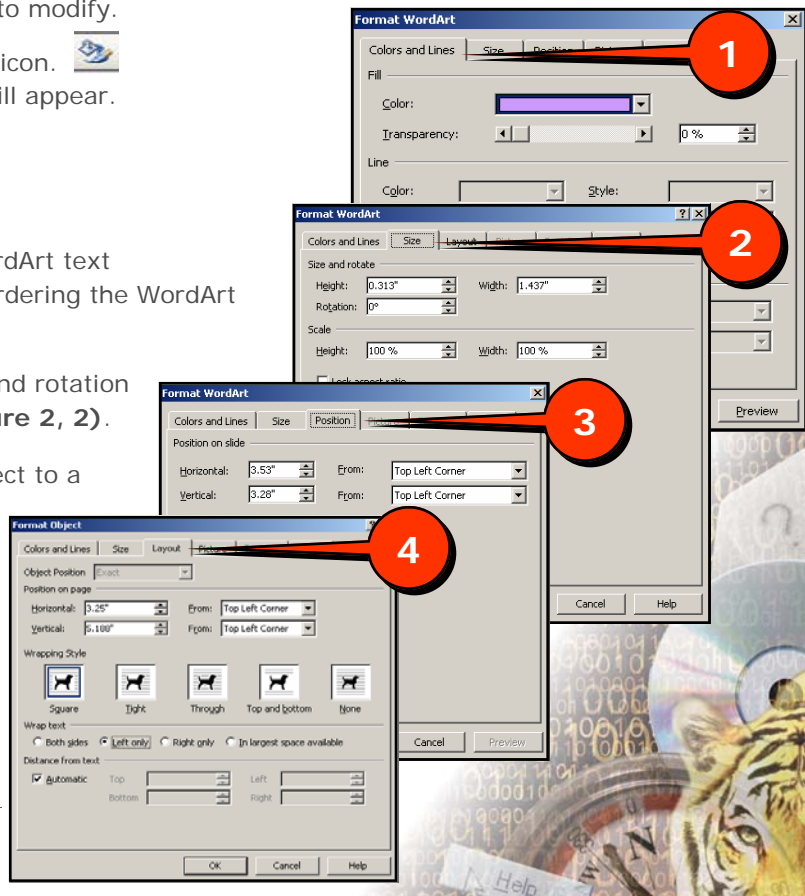 to modify.
icon.
ill appear.
rdArt text
rdering the WordArt
nd rotation
re 2, 2).
ect to a
Format WordArt
Colors and Lines Size Position
1
Fill
Color:
Transparency: 0 %
Line
Color: Style:
Format WordArt
Colors and Lines Size Layout
2
Size and rotate
Height: 0.313" Width: 1.437"
Rotation: 0°
Scale
Height: 100 % Width: 100 %
Lock aspect ratio
Preview
Format WordArt
Colors and Lines Size Position
3
Position on slide
Horizontal: 3.53" From: Top Left Corner
Vertical: 3.28" From: Top Left Corner
Cancel Help
Format Object
Colors and Lines Size Layout
4
Object Position Exact
Position on page
Horizontal: 3.25" From: Top Left Corner
Vertical: 5.188" From: Top Left Corner
Wrapping Style
Square Tight Through Top and bottom None
Wrap text
Both sides Left only Right only In largest space available
Distance from text
Automatic Top Left
Bottom Right
Cancel Preview
OK Cancel Help
N
Help